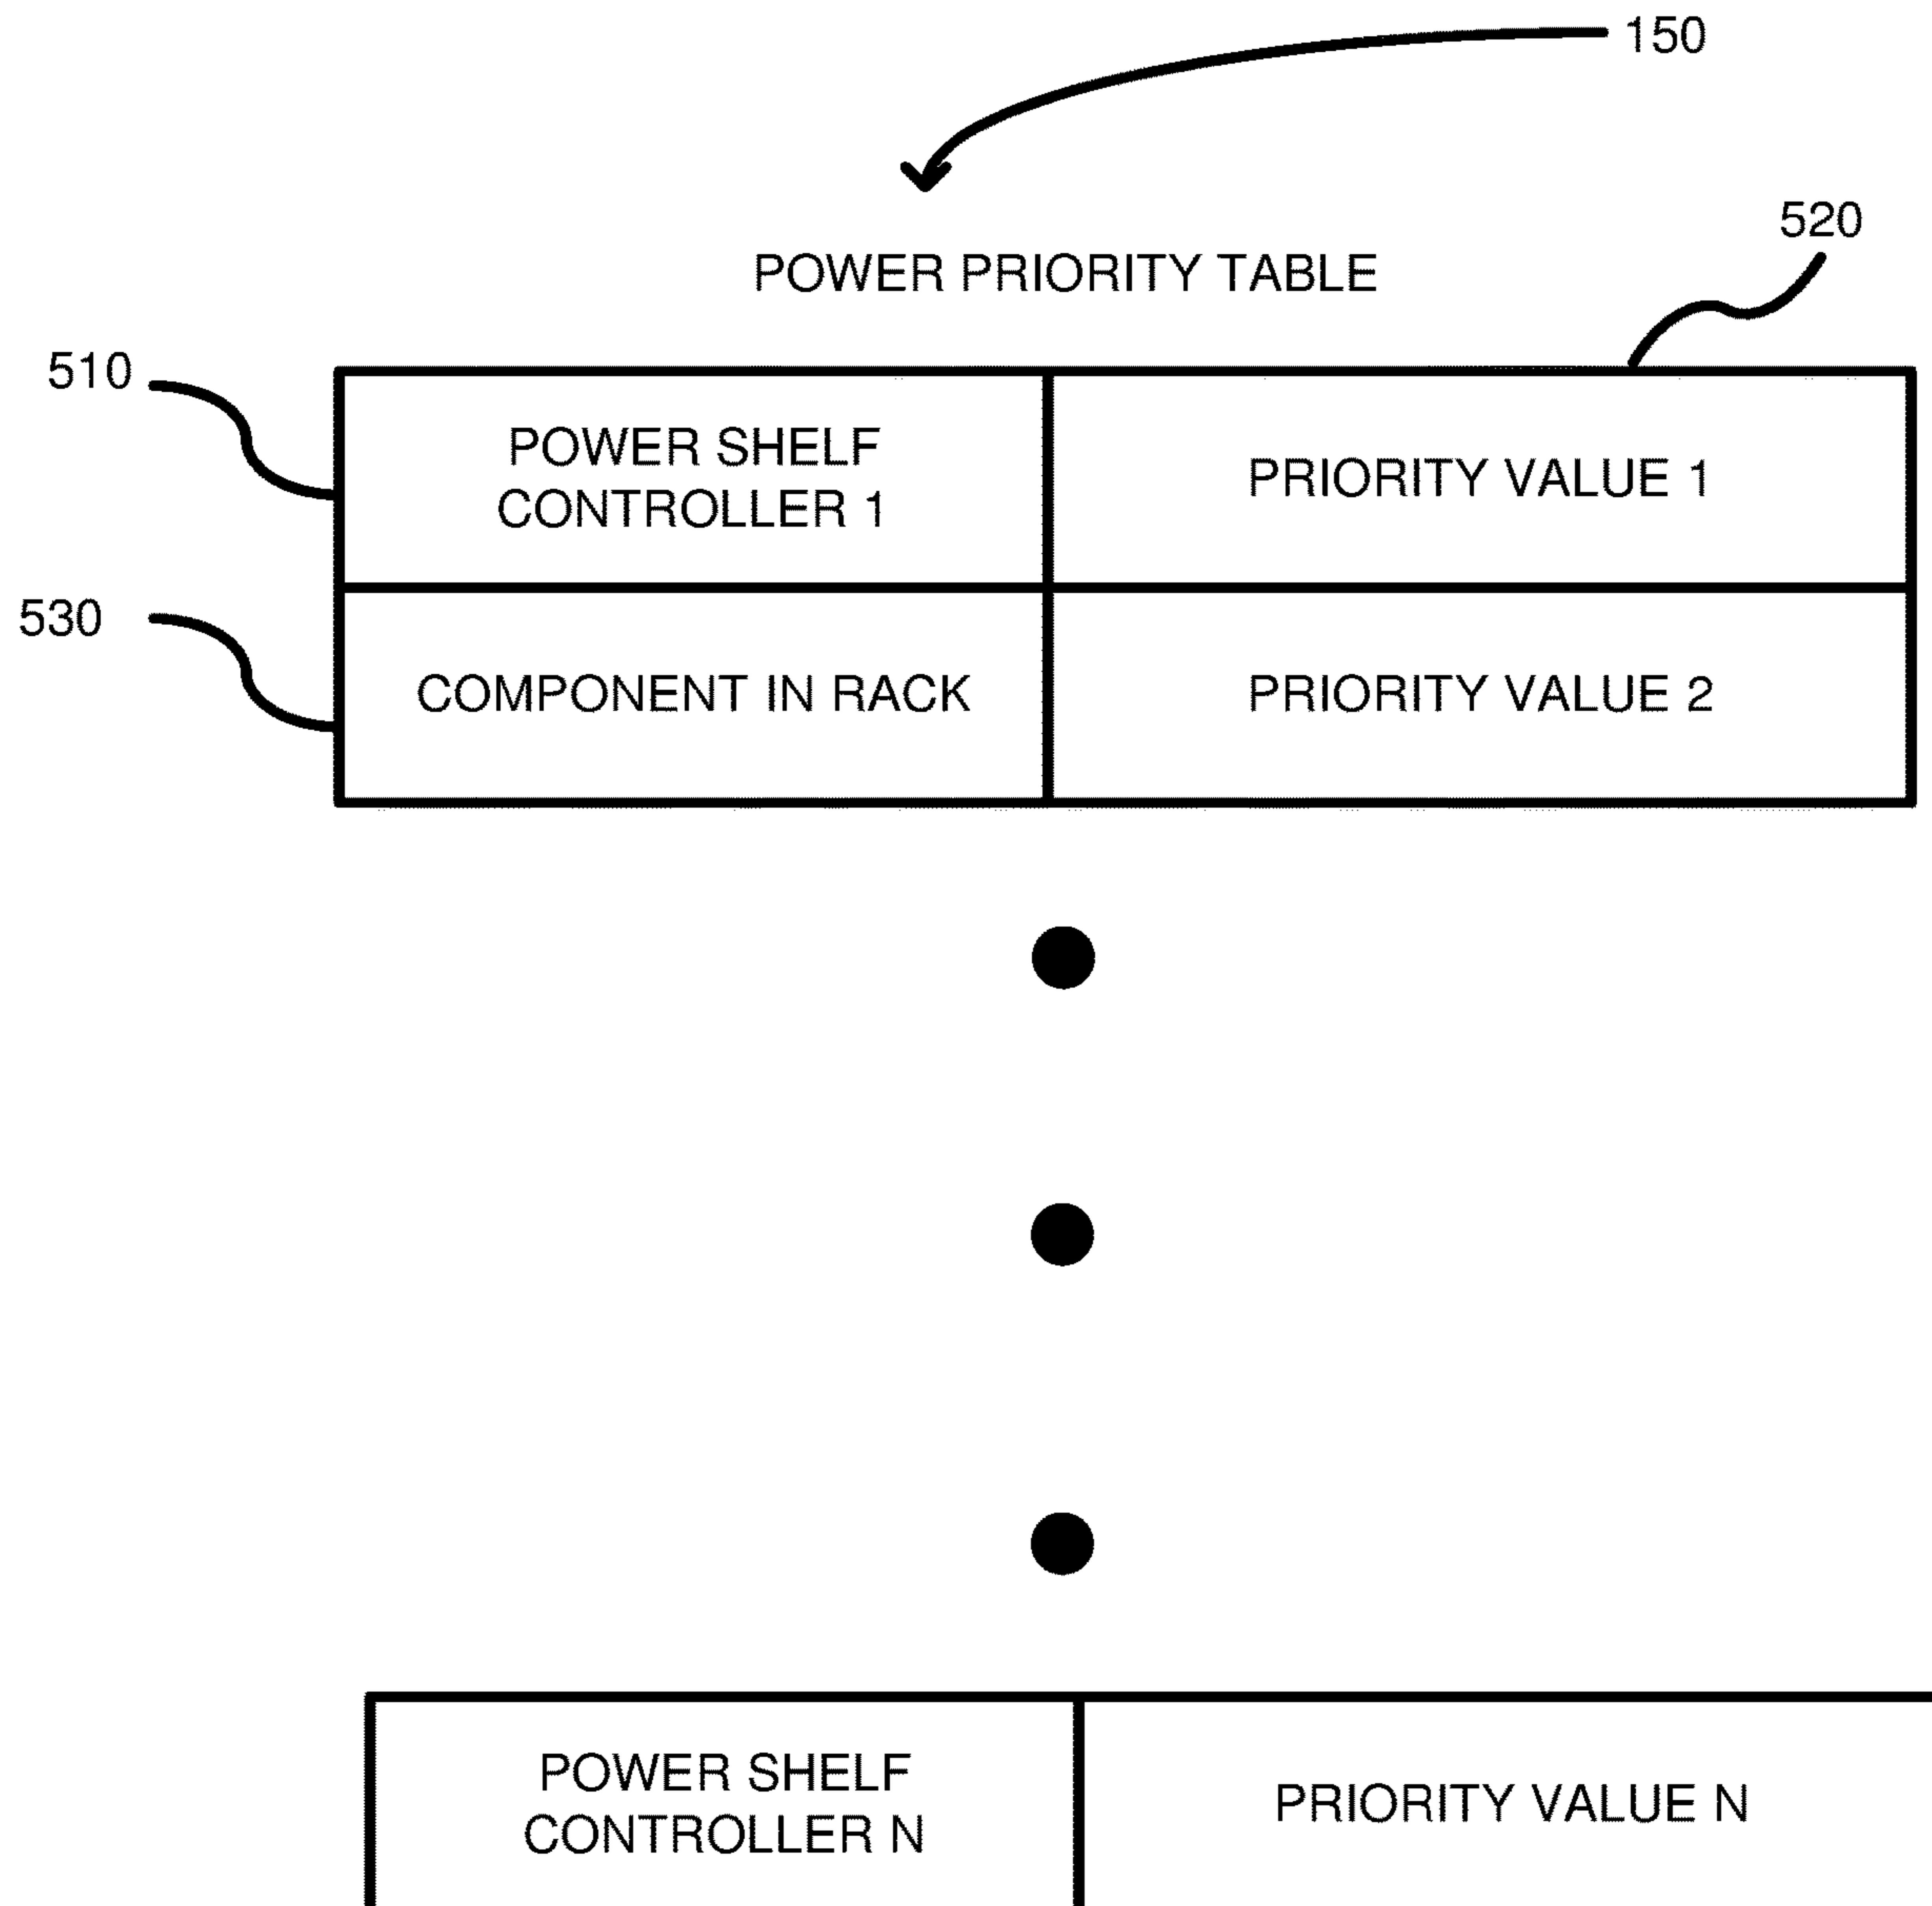 150
520
POWER PRIORITY TABLE
510
POWER SHELF
CONTROLLER 1
PRIORITY VALUE 1
530
COMPONENT IN RACK
PRIORITY VALUE 2
POWER SHELF
CONTROLLER N
PRIORITY VALUE N